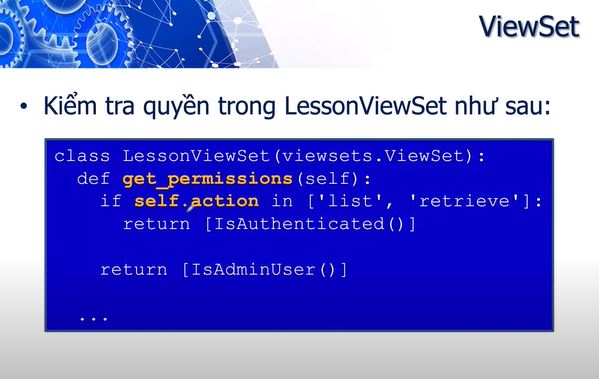 ViewSet
• Kiểm tra quyền trong LessonViewSet như sau:
class LessonViewSet(viewsets.ViewSet):
  def get_permissions(self):
    if self.action in ['list', 'retrieve']:
      return [IsAuthenticated()]
    return [IsAdminUser()]
  ...